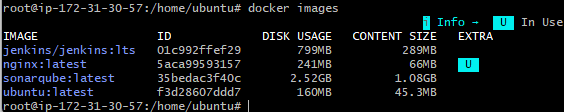 root@ip-172-31-30-57:/home/ubuntu# docker images
i Info → U In Use
IMAGE ID DISK USAGE CONTENT SIZE EXTRA
jenkins/jenkins:lts 01c992ffef29 799MB 289MB
nginx:latest 5aca99593157 241MB 66MB U
sonarqube:latest 35bedac3f40c 2.52GB 1.08GB
ubuntu:latest f3d28607ddd7 160MB 45.3MB
root@ip-172-31-30-57:/home/ubuntu#